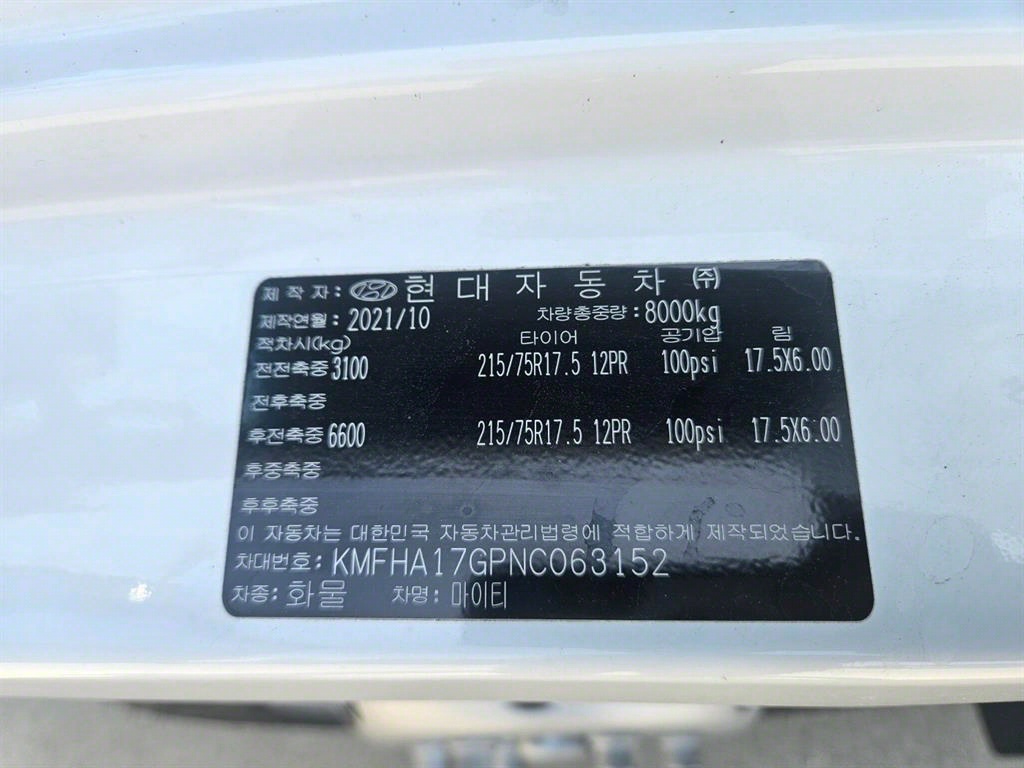 제 작 자 : 현 대 자 동 차 ㈜
제작연월 : 2021/10 차량총중량 : 8000kg
적차시(kg) 타이어 공기압 림
전전축중 3100 215/75R17.5 12PR 100psi 17.5X6.00
전후축중
후전축중 6600 215/75R17.5 12PR 100psi 17.5X6.00
후중축중
후후축중
이 자동차는 대한민국 자동차관리법령에 적합하게 제작되었습니다.
차대번호: KMFHA17GPNC063152
차종: 화물 차명: 마이티